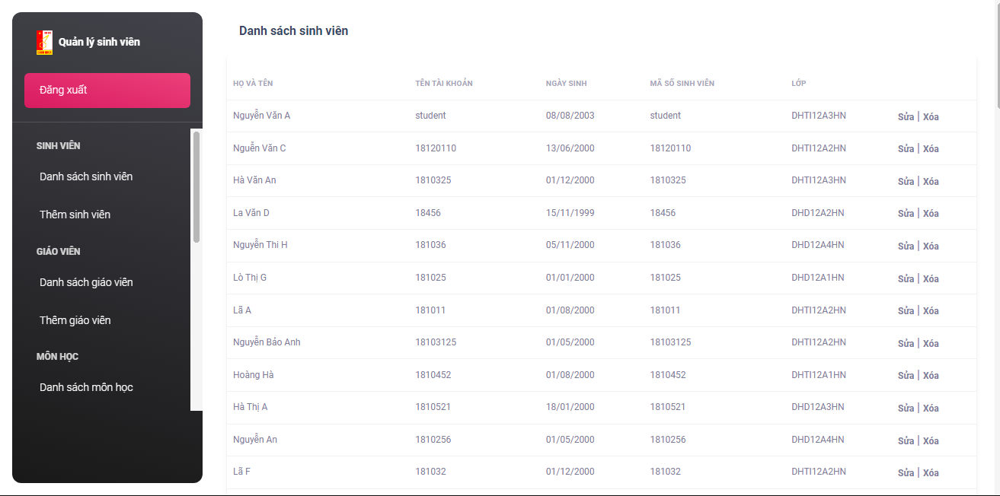 Quản lý sinh viên
Đăng xuất
SINH VIÊN
Danh sách sinh viên
Thêm sinh viên
GIÁO VIÊN
Danh sách giáo viên
Thêm giáo viên
MÔN HỌC
Danh sách môn học
Danh sách sinh viên
HỌ VÀ TÊN TÊN TÀI KHOẢN NGÀY SINH MÃ SỐ SINH VIÊN LỚP
Nguyễn Văn A student 08/08/2003 student DHTI12A3HN Sửa | Xóa
Nguễn Văn C 18120110 13/06/2000 18120110 DHTI12A2HN Sửa | Xóa
Hà Văn An 1810325 01/12/2000 1810325 DHTI12A3HN Sửa | Xóa
La Văn D 18456 15/11/1999 18456 DHD12A2HN Sửa | Xóa
Nguyễn Thi H 181036 05/11/2000 181036 DHD12A4HN Sửa | Xóa
Lò Thị G 181025 01/01/2000 181025 DHD12A1HN Sửa | Xóa
Lã A 181011 01/08/2000 181011 DHTI12A2HN Sửa | Xóa
Nguyễn Bảo Anh 18103125 01/05/2000 18103125 DHTI12A2HN Sửa | Xóa
Hoàng Hà 1810452 01/08/2000 1810452 DHTI12A1HN Sửa | Xóa
Hà Thị A 1810521 18/01/2000 1810521 DHD12A3HN Sửa | Xóa
Nguyễn An 1810256 01/05/2000 1810256 DHD12A4HN Sửa | Xóa
Lã F 181032 01/12/2000 181032 DHTI12A2HN Sửa | Xóa